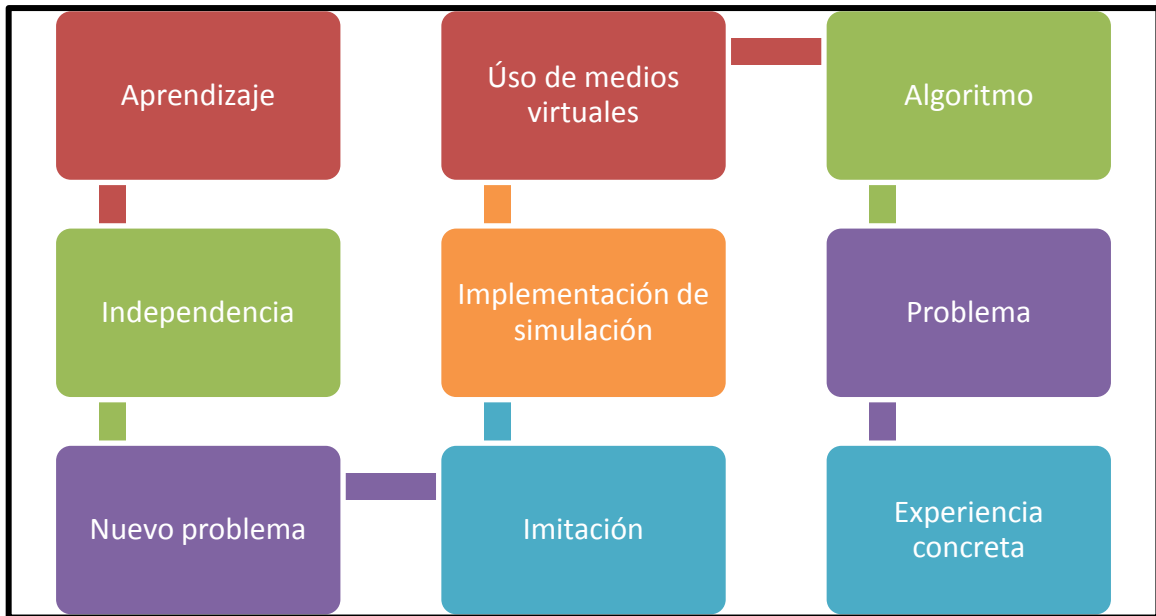 Aprendizaje
Independencia
Nuevo problema
Imitación
Implementación de
simulación
Úso de medios
virtuales
Algoritmo
Problema
Experiencia
concreta